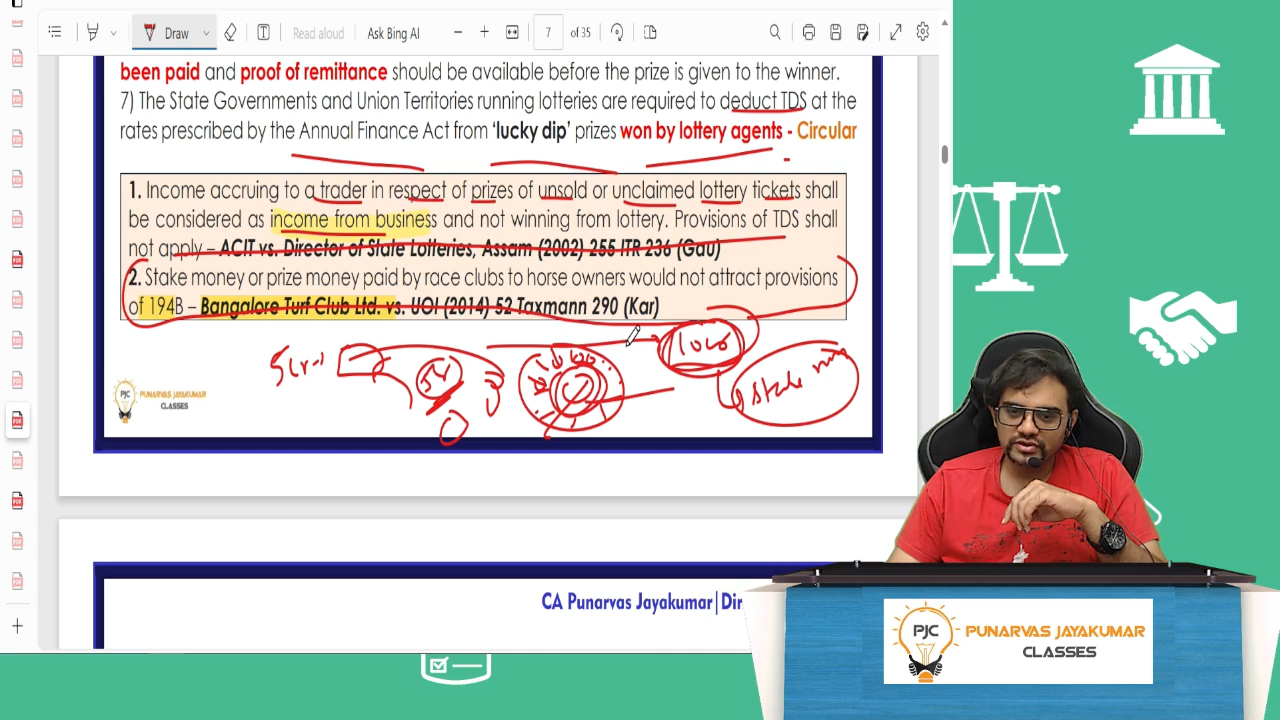 Draw
Read aloud
Ask Bing AI
7 of 35
been paid and proof of remittance should be available before the prize is given to the winner.
7) The State Governments and Union Territories running lotteries are required to deduct TDS at the
rates prescribed by the Annual Finance Act from ‘lucky dip’ prizes won by lottery agents - Circular
1. Income accruing to a trader in respect of prizes of unsold or unclaimed lottery tickets shall
be considered as income from business and not winning from lottery. Provisions of TDS shall
not apply – ACIT vs. Director of State Lotteries, Assam (2002) 255 ITR 236 (Gau)
2. Stake money or prize money paid by race clubs to horse owners would not attract provisions
of 194B – Bangalore Turf Club Ltd. vs. UOI (2014) 52 Taxmann 290 (Kar)
PJC PUNARVAS JAYAKUMAR
CLASSES
CA Punarvas Jayakumar|Dir
PJC PUNARVAS JAYAKUMAR
CLASSES